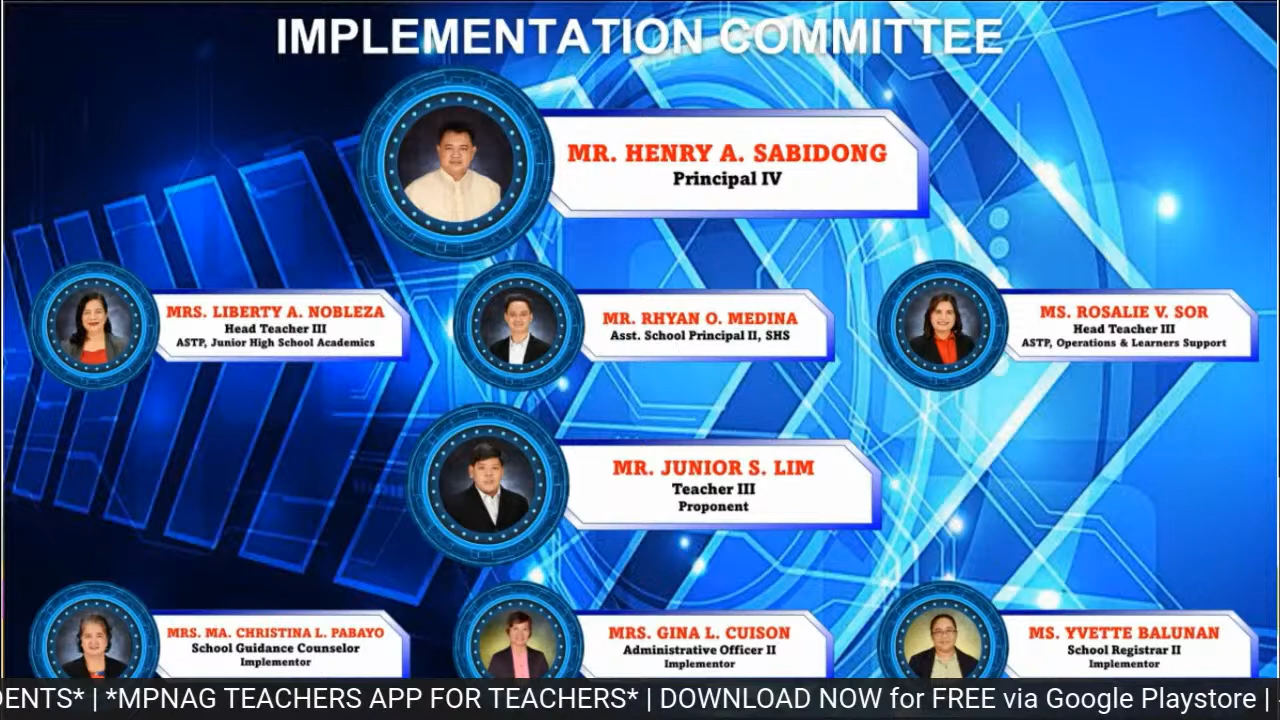 IMPLEMENTATION COMMITTEE
MR. HENRY A. SABIDONG
Principal IV
MRS. LIBERTY A. NOBLEZA
Head Teacher III
ASTP, Junior High School Academics
MR. RHYAN O. MEDINA
Asst. School Principal II, SHS
MS. ROSALIE V. SOR
Head Teacher III
ASTP, Operations & Learners Support
MR. JUNIOR S. LIM
Teacher III
Proponent
MRS. MA. CHRISTINA L. PABAYO
School Guidance Counselor
Implementor
MRS. GINA L. CUISON
Administrative Officer II
Implementor
MS. YVETTE BALUNAN
School Registrar II
Implementor
DENTS* | *MPNAG TEACHERS APP FOR TEACHERS* | DOWNLOAD NOW for FREE via Google Playstore |